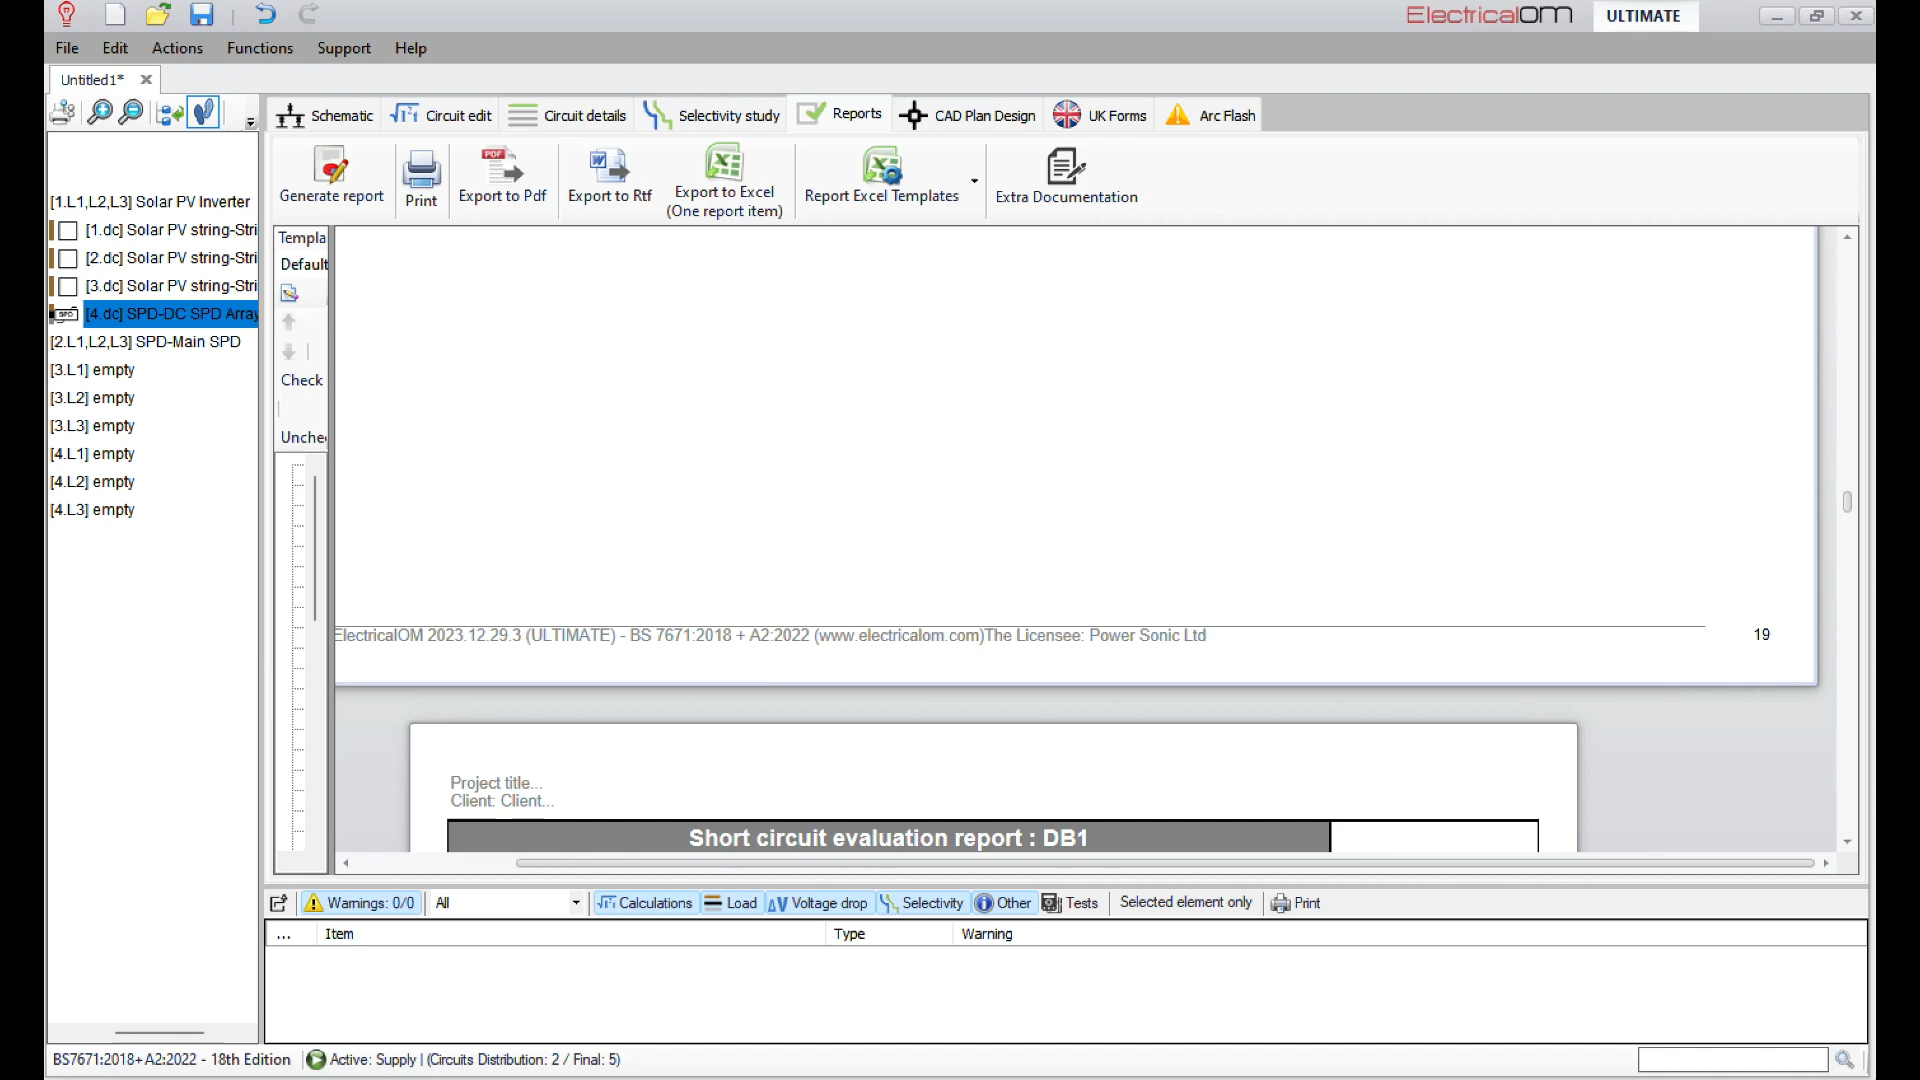 ElectricalOM ULTIMATE
File Edit Actions Functions Support Help
Untitled1*
Schematic Circuit edit Circuit details Selectivity study Reports CAD Plan Design UK Forms Arc Flash
Generate report Print Export to Pdf Export to Rtf Export to Excel (One report item) Report Excel Templates Extra Documentation
[1.L1,L2,L3] Solar PV Inverter
[1.dc] Solar PV string-Stri
[2.dc] Solar PV string-Stri
[3.dc] Solar PV string-Stri
SPD [4.dc] SPD-DC SPD Array
[2.L1,L2,L3] SPD-Main SPD
[3.L1] empty
[3.L2] empty
[3.L3] empty
[4.L1] empty
[4.L2] empty
[4.L3] empty
Templa
Default
Check
Unche
ElectricalOM 2023.12.29.3 (ULTIMATE) - BS 7671:2018 + A2:2022 (www.electricalom.com)The Licensee: Power Sonic Ltd 19
Project title...
Client: Client...
Short circuit evaluation report : DB1
Warnings: 0/0 All Calculations Load ΔV Voltage drop Selectivity Other Tests Selected element only Print
... Item Type Warning
BS7671:2018+A2:2022 - 18th Edition Active: Supply | (Circuits Distribution: 2 / Final: 5)